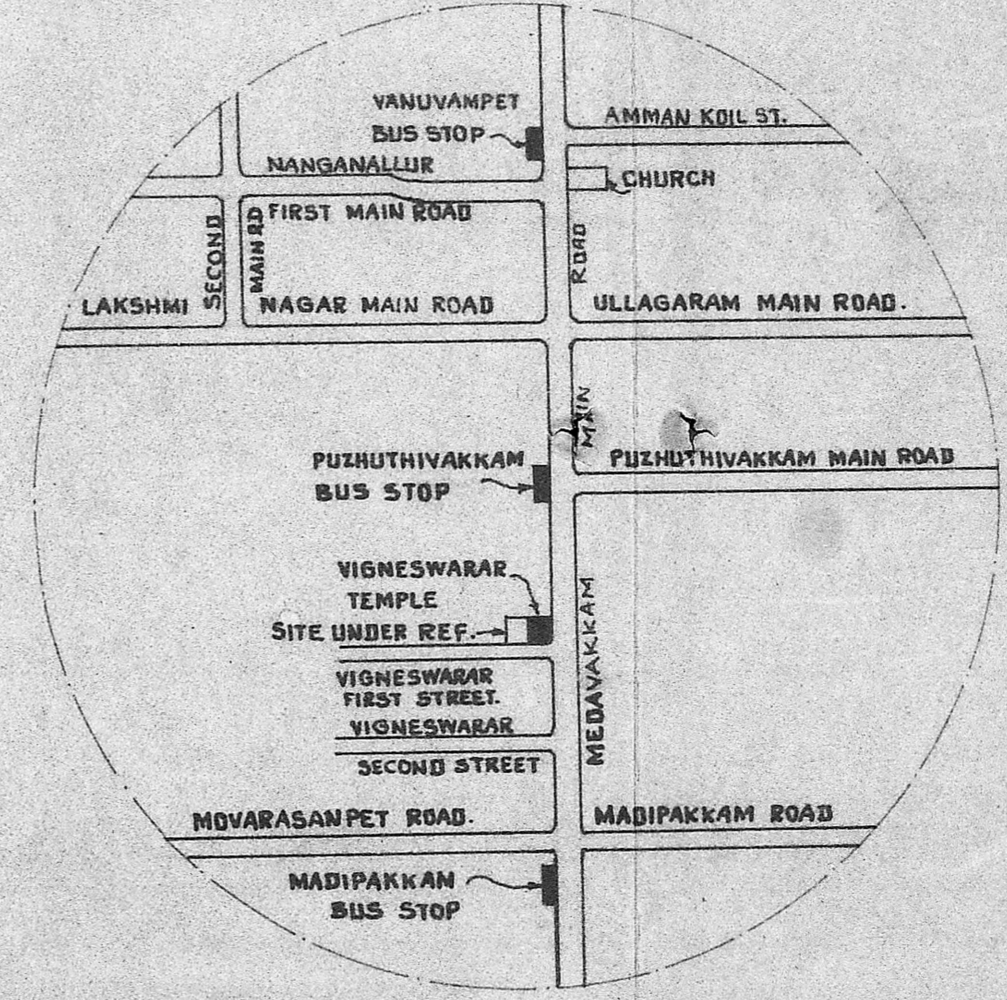 VANUVAMPET
BUS STOP
AMMAN KOIL ST.
NANGANALLUR
CHURCH
FIRST MAIN ROAD
SECOND
MAIN RD
ROAD
LAKSHMI
NAGAR MAIN ROAD
ULLAGARAM MAIN ROAD.
MAIN
PUZHUTHIVAKKAM
BUS STOP
PUZHUTHIVAKKAM MAIN ROAD
VIGNESWARAR
TEMPLE
SITE UNDER REF.
MEDAVAKKAM
VIGNESWARAR
FIRST STREET.
VIGNESWARAR
SECOND STREET
MOVARASANPET ROAD.
MADIPAKKAM ROAD
MADIPAKKAM
BUS STOP